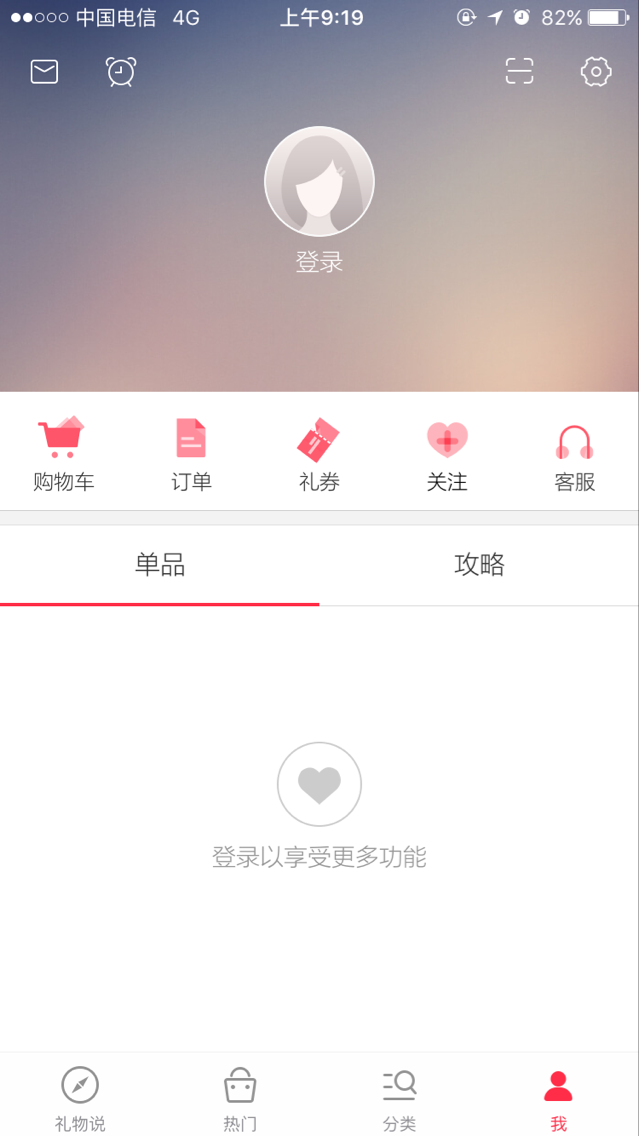 中国电信 4G 上午9:19 82%
登录
购物车 订单 礼券 关注 客服
单品 攻略
登录以享受更多功能
礼物说 热门 分类 我